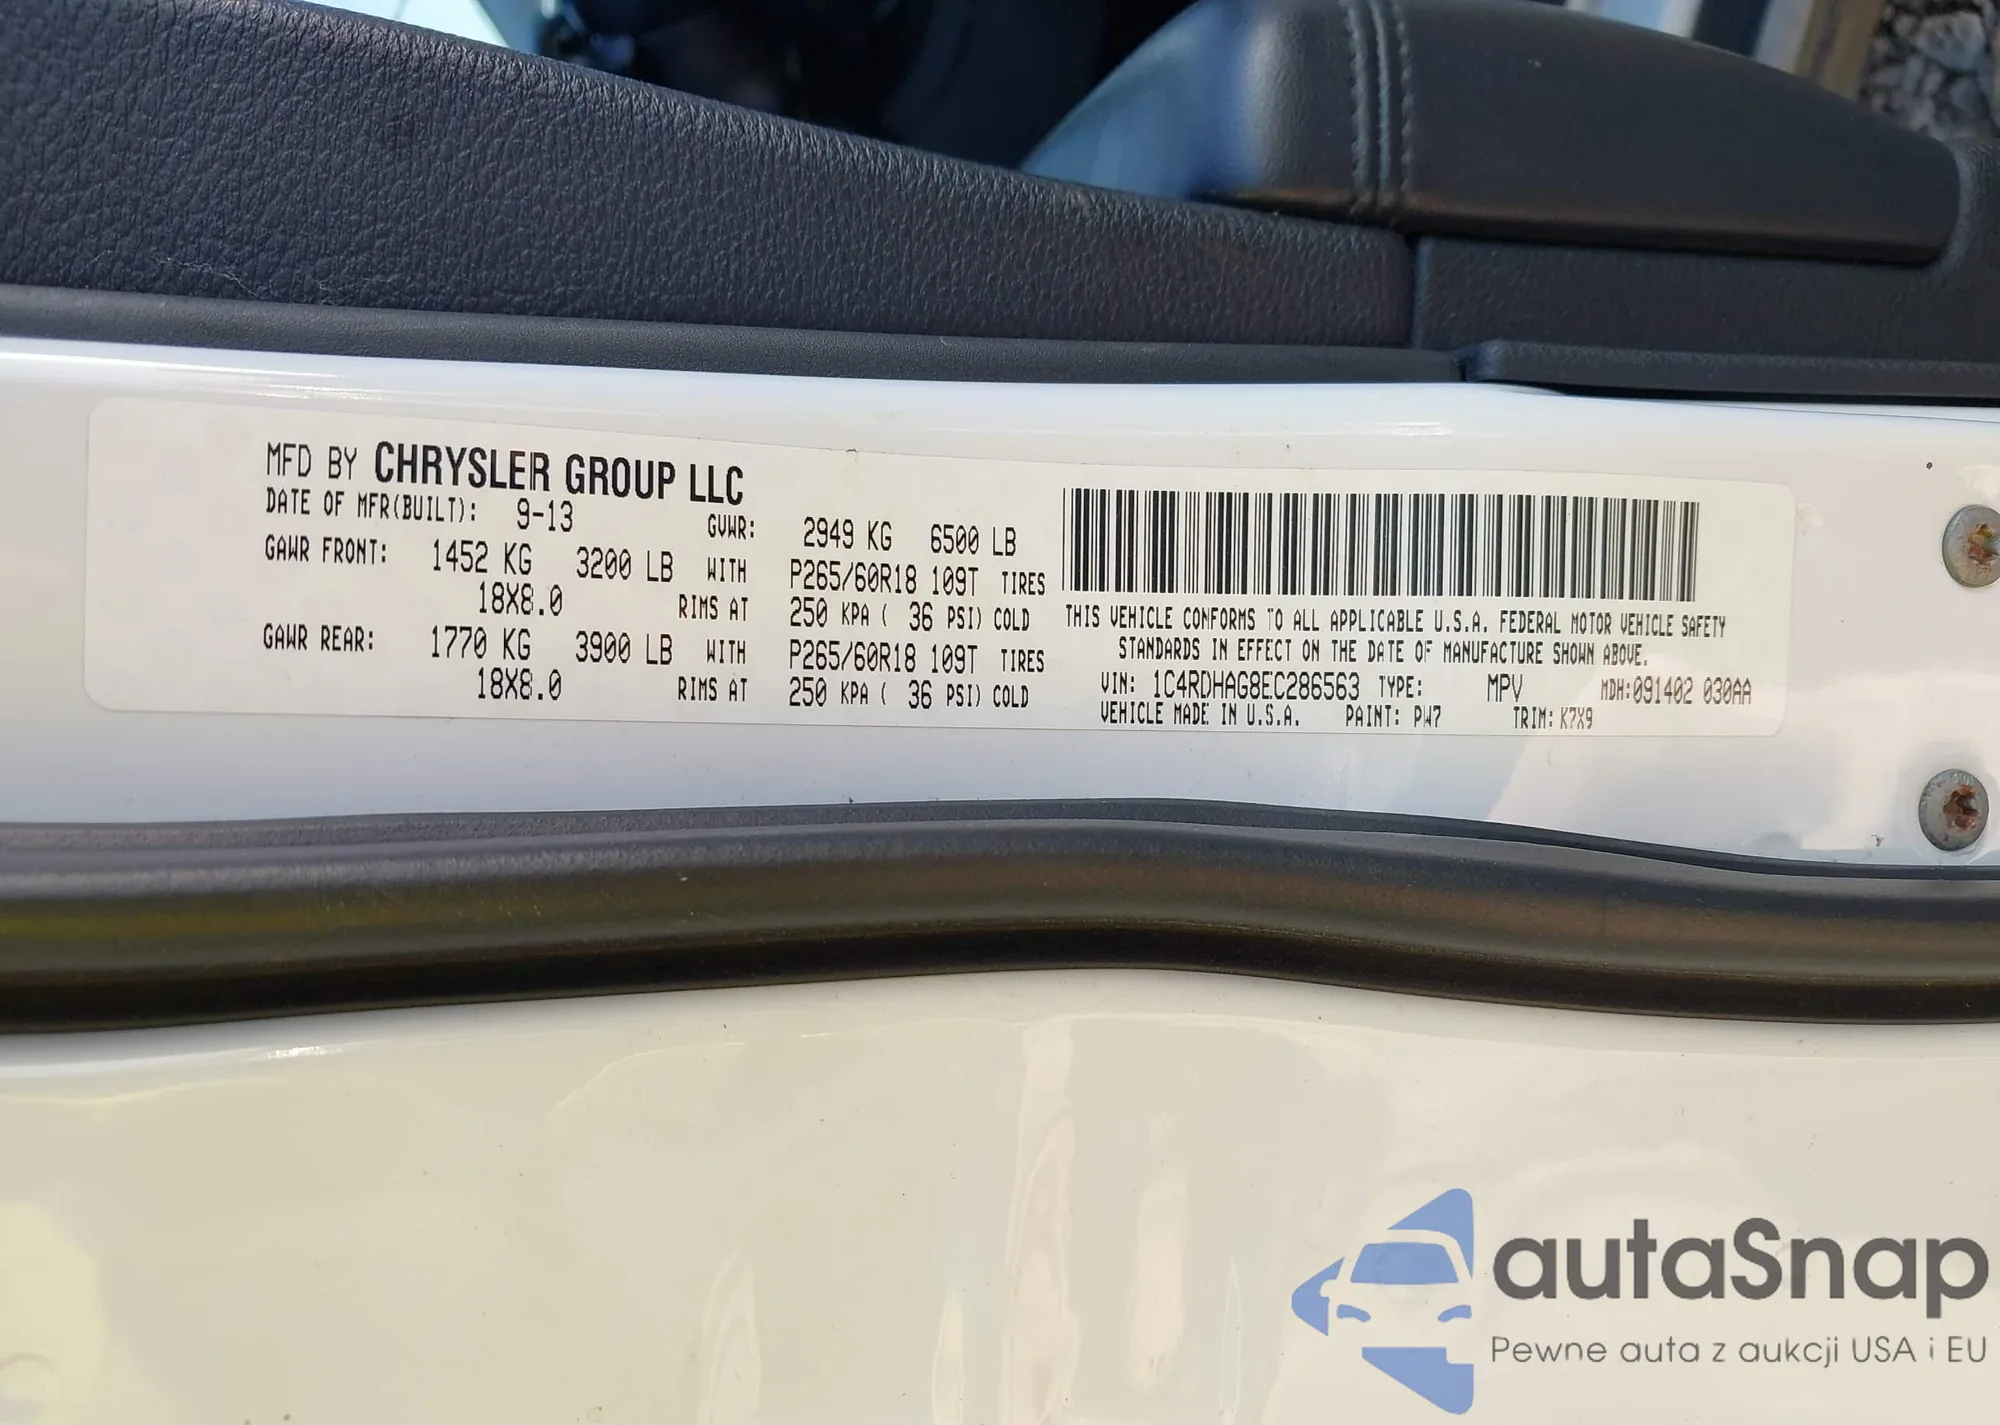 MFD BY CHRYSLER GROUP LLC
DATE OF MFR(BUILT): 9-13 GVWR: 2949 KG 6500 LB
GAWR FRONT: 1452 KG 3200 LB WITH P265/60R18 109T TIRES
18X8.0 RIMS AT 250 KPA ( 36 PSI) COLD
GAWR REAR: 1770 KG 3900 LB WITH P265/60R18 109T TIRES
18X8.0 RIMS AT 250 KPA ( 36 PSI) COLD
THIS VEHICLE CONFORMS TO ALL APPLICABLE U.S.A. FEDERAL MOTOR VEHICLE SAFETY
STANDARDS IN EFFECT ON THE DATE OF MANUFACTURE SHOWN ABOVE.
VIN: 1C4RDHAG8EC286563 TYPE: MPV MDH:091402 030AA
VEHICLE MADE IN U.S.A. PAINT: PW7 TRIM: K7X9
autaSnap
Pewne auta z aukcji USA i EU